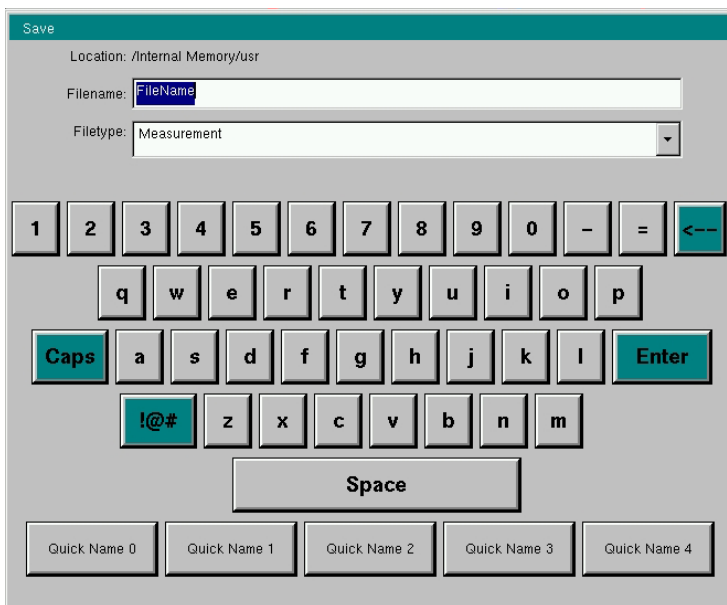 Save
Location: /Internal Memory/usr
Filename: FileName
Filetype: Measurement
1 2 3 4 5 6 7 8 9 0 - = <--
q w e r t y u i o p
Caps a s d f g h j k l Enter
!@# z x c v b n m
Space
Quick Name 0 Quick Name 1 Quick Name 2 Quick Name 3 Quick Name 4